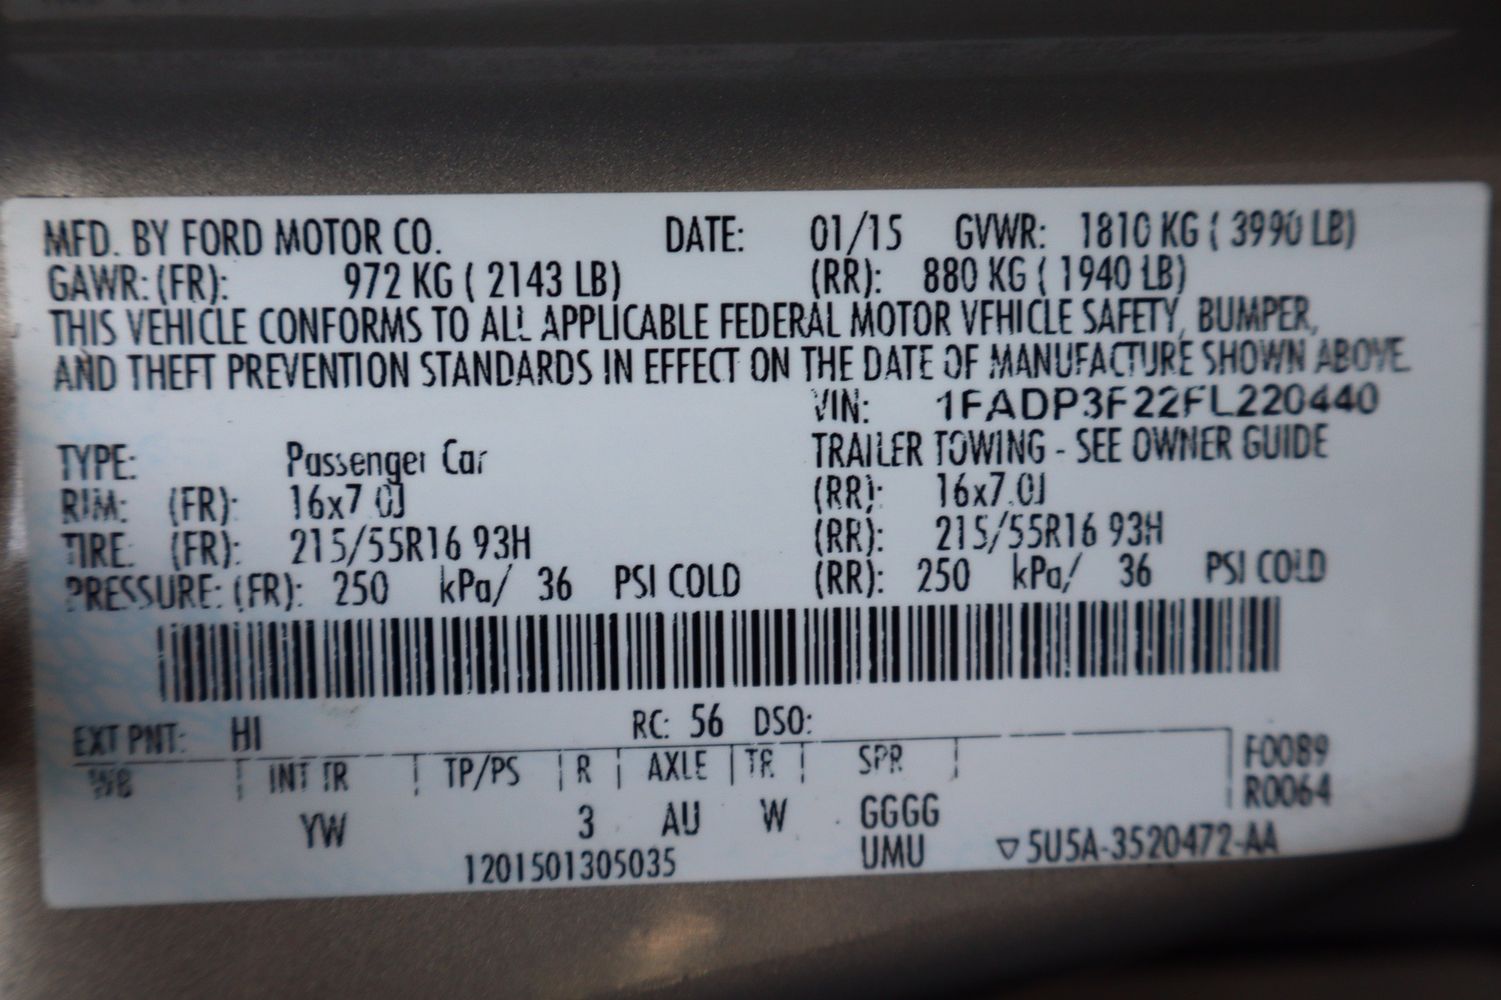 MFD. BY FORD MOTOR CO. DATE: 01/15 GVWR: 1810 KG ( 3990 LB)
GAWR: (FR): 972 KG ( 2143 LB) (RR): 880 KG ( 1940 LB)
THIS VEHICLE CONFORMS TO ALL APPLICABLE FEDERAL MOTOR VEHICLE SAFETY, BUMPER,
AND THEFT PREVENTION STANDARDS IN EFFECT ON THE DATE OF MANUFACTURE SHOWN ABOVE.
VIN: 1FADP3F22FL220440
TYPE: Passenger Car TRAILER TOWING - SEE OWNER GUIDE
RIM: (FR): 16x7.0J (RR): 16x7.0J
TIRE: (FR): 215/55R16 93H (RR): 215/55R16 93H
PRESSURE: (FR): 250 kPa/ 36 PSI COLD (RR): 250 kPa/ 36 PSI COLD
EXT PNT: HI RC: 56 DSO:
WB INT TR TP/PS R AXLE TR SPR F0089
R0064
YW 3 AU W GGGG
1201501305035 UMU ▽5U5A-3520472-AA